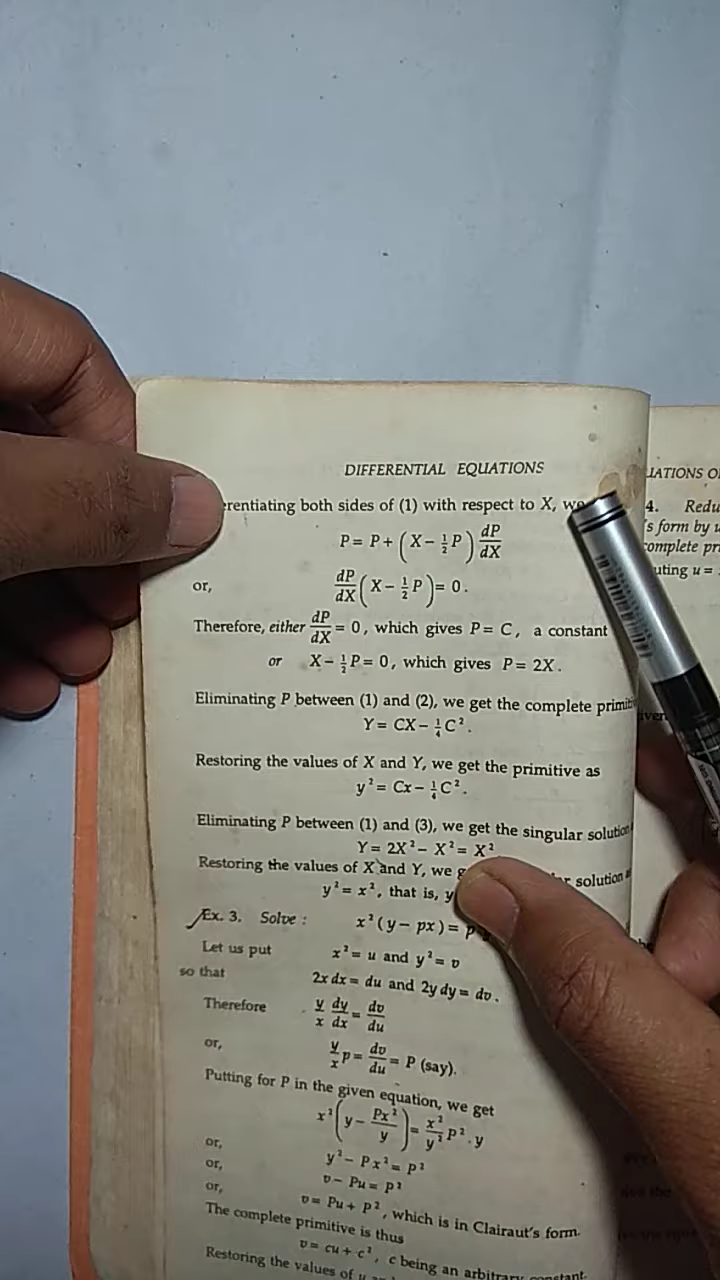 DIFFERENTIAL EQUATIONS
erentiating both sides of (1) with respect to X, we
P = P + (X − ½P) dP/dX
or, dP/dX (X − ½P) = 0.
Therefore, either dP/dX = 0, which gives P = C, a constant
or X − ½P = 0, which gives P = 2X.
Eliminating P between (1) and (2), we get the complete primiti
Y = CX − ¼C².
Restoring the values of X and Y, we get the primitive as
y² = Cx − ¼C².
Eliminating P between (1) and (3), we get the singular solution
Y = 2X² − X² = X²
Restoring the values of X and Y, we solution
y² = x², that is, y
Ex. 3. Solve : x²(y − px) = p
Let us put x² = u and y² = v
so that 2x dx = du and 2y dy = dv.
Therefore y/x dy/dx = dv/du
or, y/x p = dv/du = P (say).
Putting for P in the given equation, we get
x²(y − Px²/y) = x²/y² P² . y
or, y² − Px² = P²
or, v − Pu = P²
or, v = Pu + P², which is in Clairaut's form.
The complete primitive is thus
v = cu + c², c being an arbitrary constant.
Restoring the values of u
UATIONS O
4. Redu
's form by u
omplete pr
uting u =